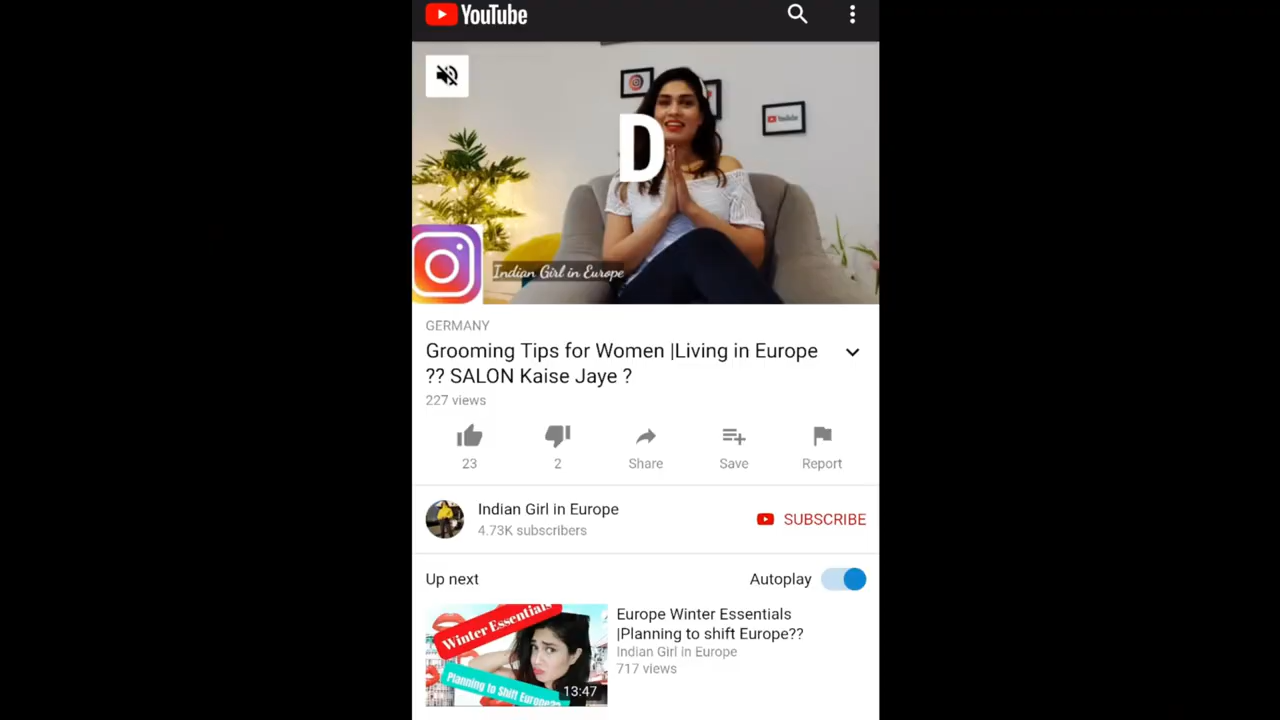 YouTube
YouTube
D
Indian Girl in Europe
GERMANY
Grooming Tips for Women |Living in Europe
?? SALON Kaise Jaye ?
227 views
23
2
Share
Save
Report
Indian Girl in Europe
4.73K subscribers
SUBSCRIBE
Up next
Autoplay
Winter Essentials
Planning to Shift Europe??
13:47
Europe Winter Essentials
|Planning to shift Europe??
Indian Girl in Europe
717 views